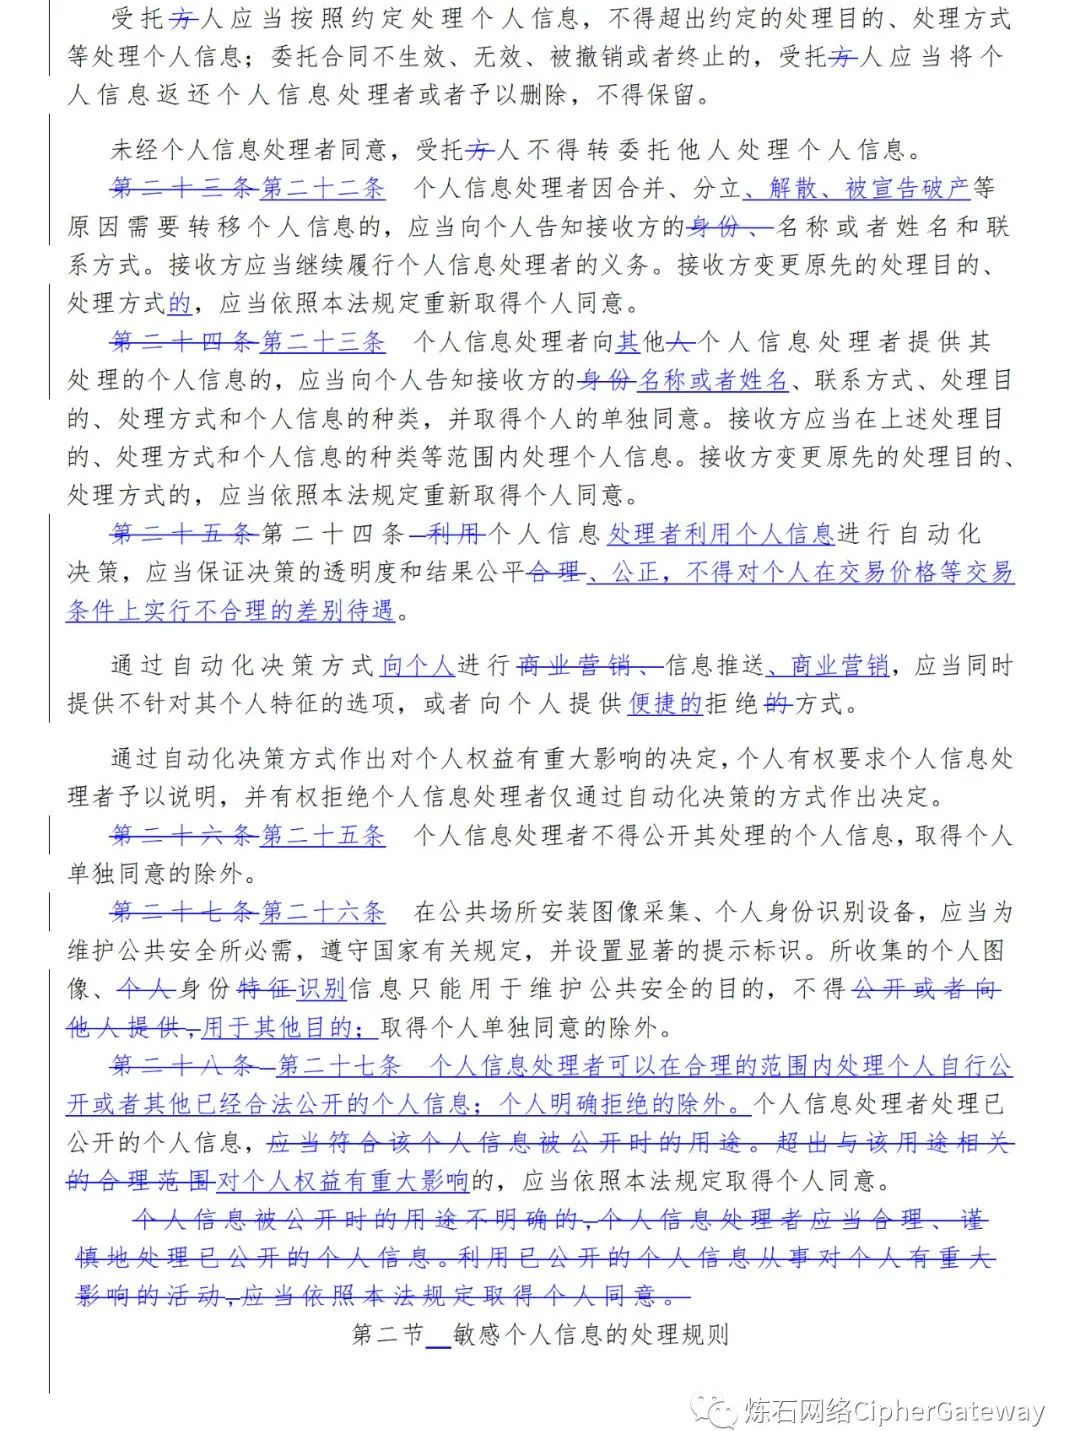 受托方人应当按照约定处理个人信息，不得超出约定的处理目的、处理方式
等处理个人信息；委托合同不生效、无效、被撤销或者终止的，受托方人应当将个
人信息返还个人信息处理者或者予以删除，不得保留。
未经个人信息处理者同意，受托方人不得转委托他人处理个人信息。
第二十三条第二十二条 个人信息处理者因合并、分立、解散、被宣告破产等
原因需要转移个人信息的，应当向个人告知接收方的身份、名称或者姓名和联
系方式。接收方应当继续履行个人信息处理者的义务。接收方变更原先的处理目的、
处理方式的，应当依照本法规定重新取得个人同意。
第二十四条第二十三条 个人信息处理者向其他人个人信息处理者提供其
处理的个人信息的，应当向个人告知接收方的身份名称或者姓名、联系方式、处理目
的、处理方式和个人信息的种类，并取得个人的单独同意。接收方应当在上述处理目
的、处理方式和个人信息的种类等范围内处理个人信息。接收方变更原先的处理目的、
处理方式的，应当依照本法规定重新取得个人同意。
第二十五条第二十四条 利用个人信息处理者利用个人信息进行自动化
决策，应当保证决策的透明度和结果公平合理、公正，不得对个人在交易价格等交易
条件上实行不合理的差别待遇。
通过自动化决策方式向个人进行商业营销、信息推送、商业营销，应当同时
提供不针对其个人特征的选项，或者向个人提供便捷的拒绝的方式。
通过自动化决策方式作出对个人权益有重大影响的决定，个人有权要求个人信息处
理者予以说明，并有权拒绝个人信息处理者仅通过自动化决策的方式作出决定。
第二十六条第二十五条 个人信息处理者不得公开其处理的个人信息，取得个人
单独同意的除外。
第二十七条第二十六条 在公共场所安装图像采集、个人身份识别设备，应当为
维护公共安全所必需，遵守国家有关规定，并设置显著的提示标识。所收集的个人图
像、个人身份特征识别信息只能用于维护公共安全的目的，不得公开或者向
他人提供，用于其他目的；取得个人单独同意的除外。
第二十八条 第二十七条 个人信息处理者可以在合理的范围内处理个人自行公
开或者其他已经合法公开的个人信息；个人明确拒绝的除外。个人信息处理者处理已
公开的个人信息，应当符合该个人信息被公开时的用途。超出与该用途相关
的合理范围对个人权益有重大影响的，应当依照本法规定取得个人同意。
个人信息被公开时的用途不明确的，个人信息处理者应当合理、谨
慎地处理已公开的个人信息。利用已公开的个人信息从事对个人有重大
影响的活动，应当依照本法规定取得个人同意。
第二节 敏感个人信息的处理规则
炼石网络CipherGateway